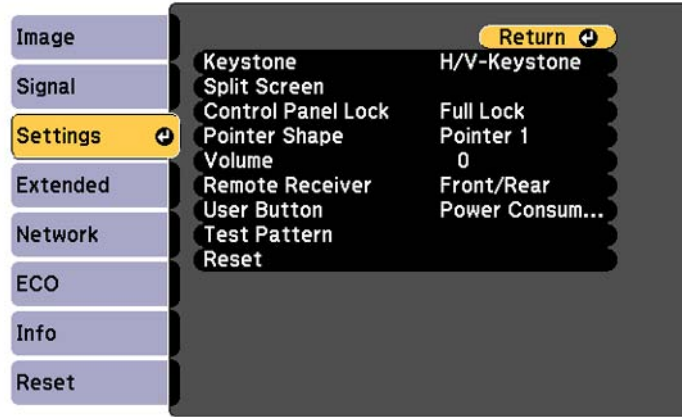 Image
Signal
Settings
Extended
Network
ECO
Info
Reset
Return
Keystone H/V-Keystone
Split Screen
Control Panel Lock Full Lock
Pointer Shape Pointer 1
Volume 0
Remote Receiver Front/Rear
User Button Power Consum...
Test Pattern
Reset